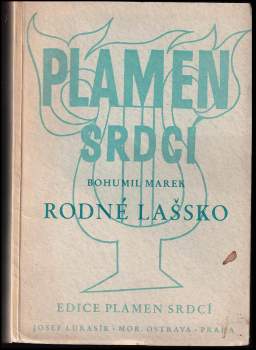 PLAMEN
SRDCÍ
BOHUMIL MAREK
RODNÉ LAŠSKO
EDICE PLAMEN SRDCÍ
JOSEF LUKASÍK · MOR. OSTRAVA · PRAHA